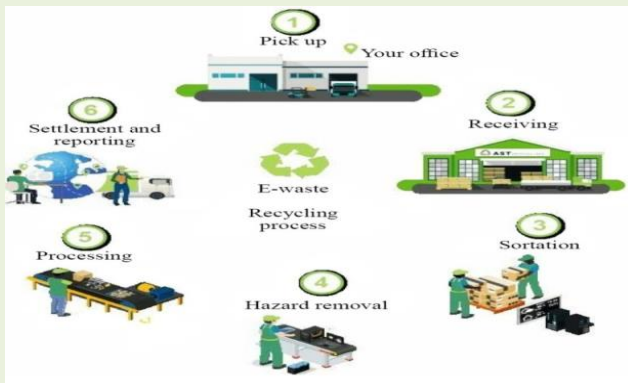 1
Pick up
Your office
2
Receiving
AST
3
Sortation
4
Hazard removal
5
Processing
6
Settlement and
reporting
E-waste
Recycling
process